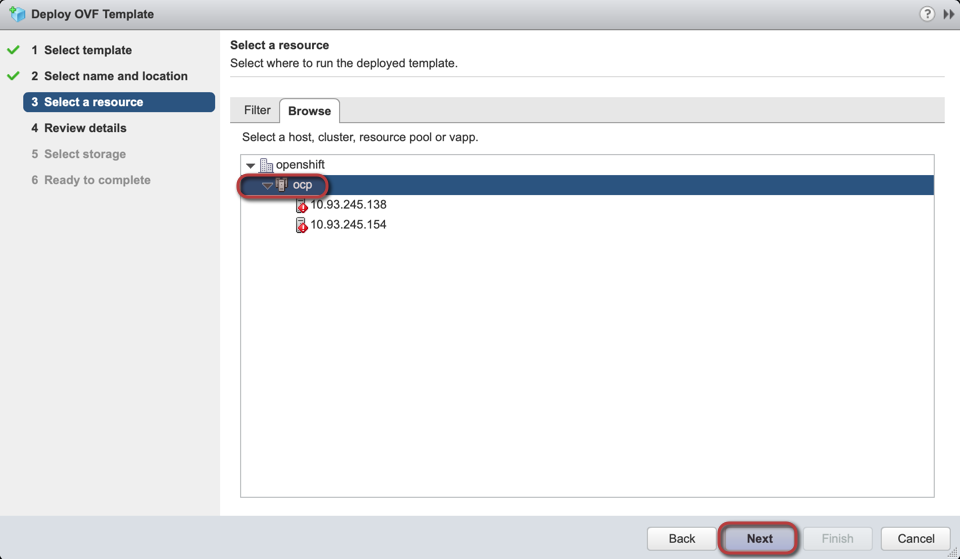 Deploy OVF Template
?
1 Select template
2 Select name and location
3 Select a resource
4 Review details
5 Select storage
6 Ready to complete
Select a resource
Select where to run the deployed template.
Filter
Browse
Select a host, cluster, resource pool or vapp.
openshift
ocp
10.93.245.138
10.93.245.154
Back
Next
Finish
Cancel